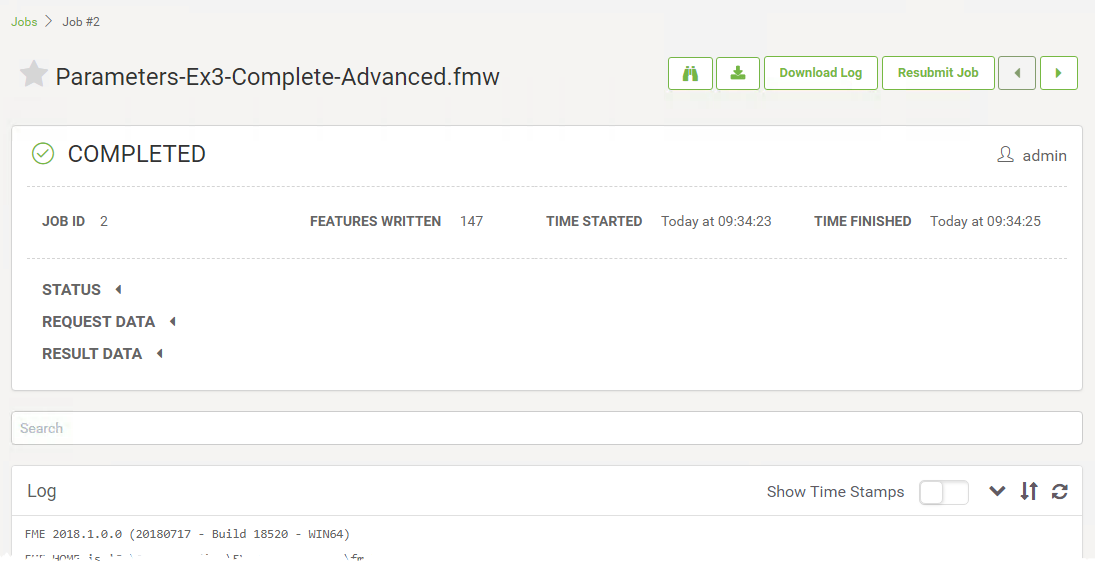 Jobs > Job #2
Parameters-Ex3-Complete-Advanced.fmw
Download Log
Resubmit Job
COMPLETED
admin
JOB ID 2 FEATURES WRITTEN 147 TIME STARTED Today at 09:34:23 TIME FINISHED Today at 09:34:25
STATUS
REQUEST DATA
RESULT DATA
Search
Log
Show Time Stamps
FME 2018.1.0.0 (20180717 - Build 18520 - WIN64)